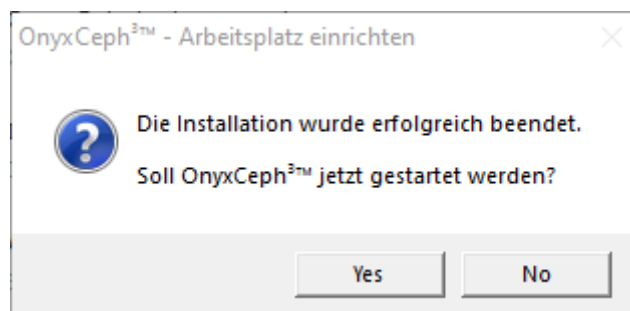 OnyxCeph³™ - Arbeitsplatz einrichten
Die Installation wurde erfolgreich beendet.
Soll OnyxCeph³™ jetzt gestartet werden?
Yes No